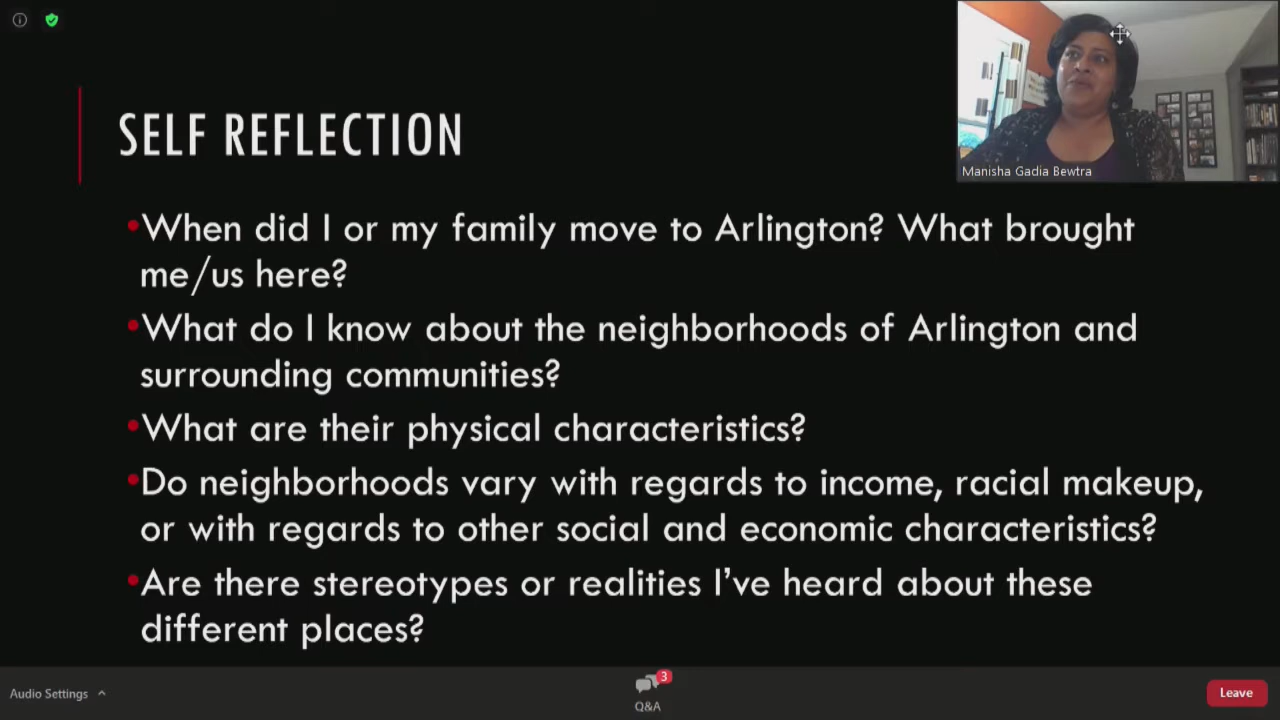 SELF REFLECTION
Manisha Gadia Bewtra
•When did I or my family move to Arlington? What brought
me/us here?
•What do I know about the neighborhoods of Arlington and
surrounding communities?
•What are their physical characteristics?
•Do neighborhoods vary with regards to income, racial makeup,
or with regards to other social and economic characteristics?
•Are there stereotypes or realities I’ve heard about these
different places?
Audio Settings
3
Q&A
Leave